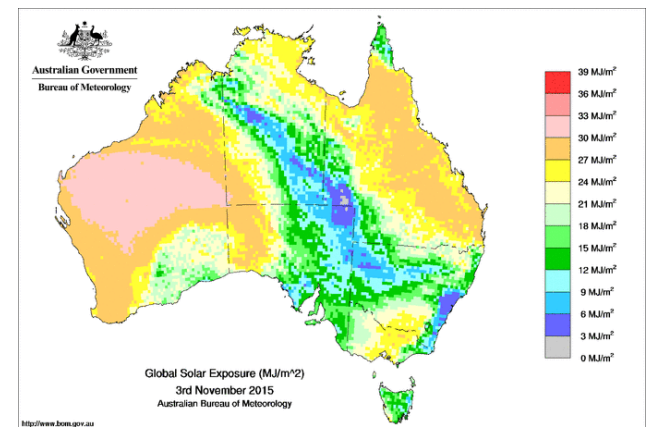 Australian Government
Bureau of Meteorology
39 MJ/m²
36 MJ/m²
33 MJ/m²
30 MJ/m²
27 MJ/m²
24 MJ/m²
21 MJ/m²
18 MJ/m²
15 MJ/m²
12 MJ/m²
9 MJ/m²
6 MJ/m²
3 MJ/m²
0 MJ/m²
Global Solar Exposure (MJ/m^2)
3rd November 2015
Australian Bureau of Meteorology
http://www.bom.gov.au